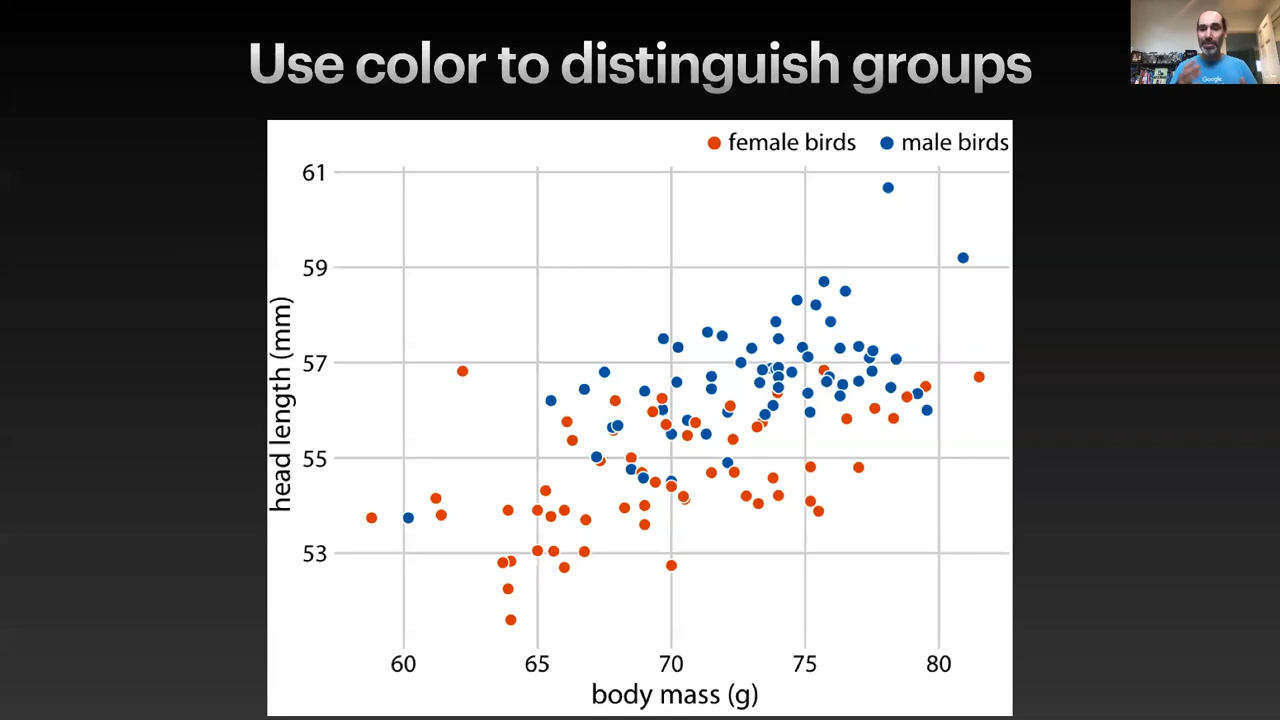 Use color to distinguish groups
Google
female birds male birds
61
59
57
55
53
head length (mm)
60 65 70 75 80
body mass (g)